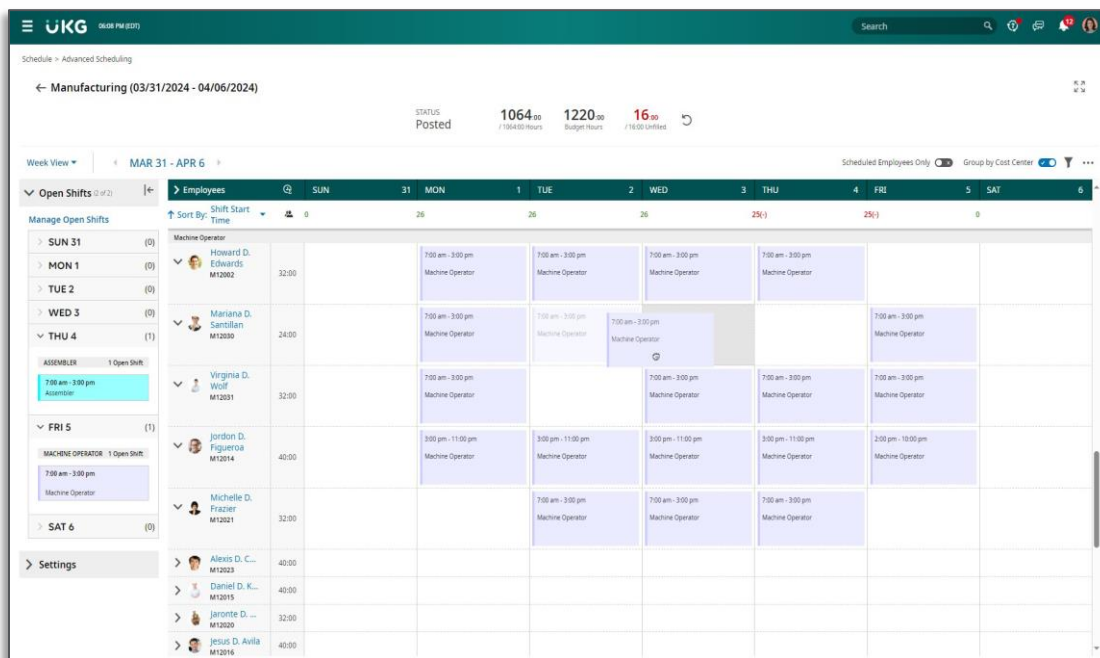 UKG 06:08 PM (EDT) Search 12
Schedule > Advanced Scheduling
← Manufacturing (03/31/2024 - 04/06/2024)
STATUS
Posted
1064:00
/ 1064:00 Hours
1220:00
Budget Hours
16:00
/ 16:00 Unfilled
Week View MAR 31 - APR 6 Scheduled Employees Only Group by Cost Center
Open Shifts (2 of 2)
Manage Open Shifts
SUN 31 (0)
MON 1 (0)
TUE 2 (0)
WED 3 (0)
THU 4 (1)
ASSEMBLER 1 Open Shift
7:00 am - 3:00 pm
Assembler
FRI 5 (1)
MACHINE OPERATOR 1 Open Shift
7:00 am - 3:00 pm
Machine Operator
SAT 6 (0)
Settings
Employees SUN 31 MON 1 TUE 2 WED 3 THU 4 FRI 5 SAT 6
Sort By: Shift Start Time 0 26 26 26 25(-) 25(-) 0
Machine Operator
Howard D. Edwards
M12002
32:00
7:00 am - 3:00 pm 7:00 am - 3:00 pm 7:00 am - 3:00 pm 7:00 am - 3:00 pm
Machine Operator Machine Operator Machine Operator Machine Operator
Mariana D. Santillan
M12030
24:00
7:00 am - 3:00 pm 7:00 am - 3:00 pm 7:00 am - 3:00 pm 7:00 am - 3:00 pm
Machine Operator Machine Operator Machine Operator Machine Operator
Virginia D. Wolf
M12031
32:00
7:00 am - 3:00 pm 7:00 am - 3:00 pm 7:00 am - 3:00 pm 7:00 am - 3:00 pm
Machine Operator Machine Operator Machine Operator Machine Operator
Jordon D. Figueroa
M12014
40:00
3:00 pm - 11:00 pm 3:00 pm - 11:00 pm 3:00 pm - 11:00 pm 3:00 pm - 11:00 pm 2:00 pm - 10:00 pm
Machine Operator Machine Operator Machine Operator Machine Operator Machine Operator
Michelle D. Frazier
M12021
32:00
7:00 am - 3:00 pm 7:00 am - 3:00 pm 7:00 am - 3:00 pm
Machine Operator Machine Operator Machine Operator
Alexis D. C...
M12023
40:00
Daniel D. K...
M12015
40:00
Jaronte D. ...
M12020
32:00
Jesus D. Avila
M12016
40:00